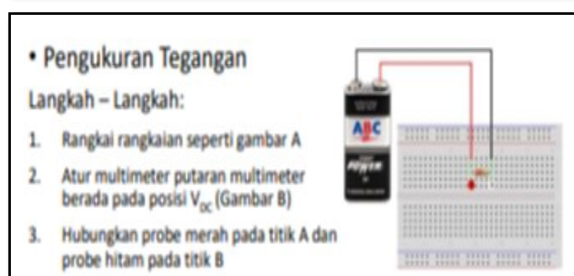 • Pengukuran Tegangan
Langkah – Langkah:
1. Rangkai rangkaian seperti gambar A
2. Atur multimeter putaran multimeter
berada pada posisi V_DC (Gambar B)
3. Hubungkan probe merah pada titik A dan
probe hitam pada titik B
ABC
POWER